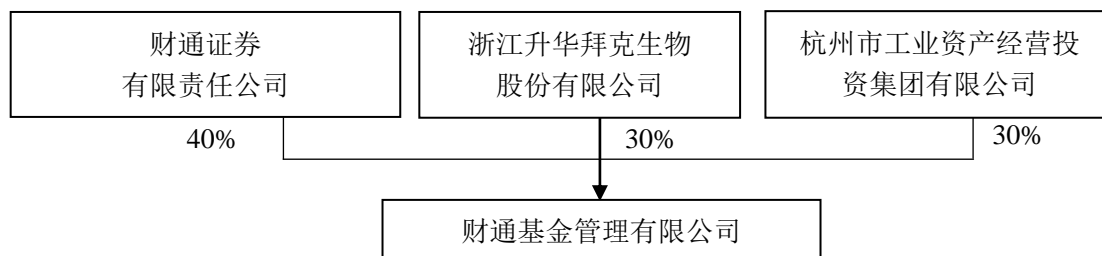 财通证券
有限责任公司
浙江升华拜克生物
股份有限公司
杭州市工业资产经营投
资集团有限公司
40%
30%
30%
财通基金管理有限公司